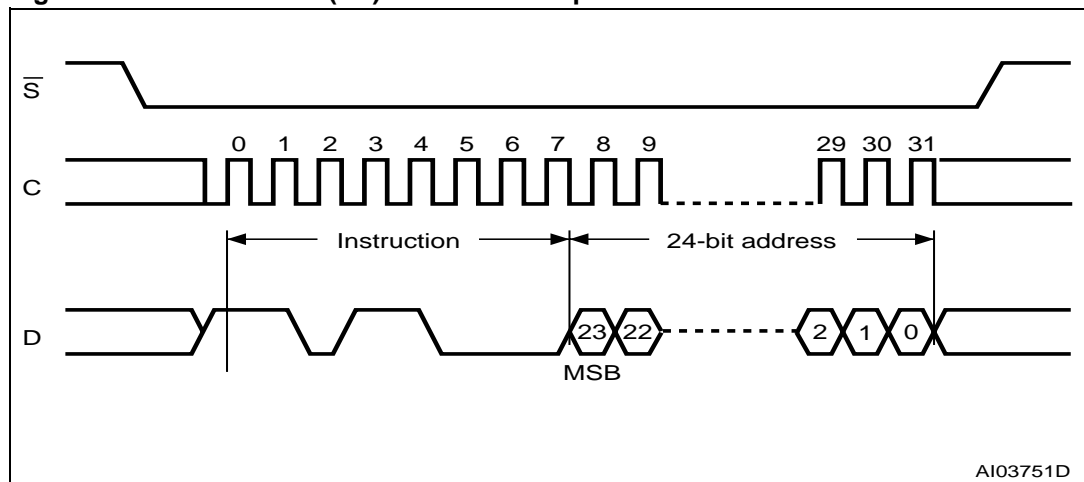 S
0 1 2 3 4 5 6 7 8 9 29 30 31
C
Instruction 24-bit address
D
23 22 2 1 0
MSB
AI03751D